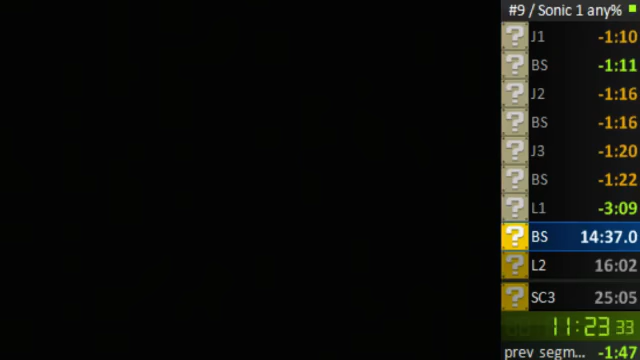 #9 / Sonic 1 any%
J1 -1:10
BS -1:11
J2 -1:16
BS -1:16
J3 -1:20
BS -1:22
L1 -3:09
BS 14:37.0
L2 16:02
SC3 25:05
11:23 33
prev segm... -1:47